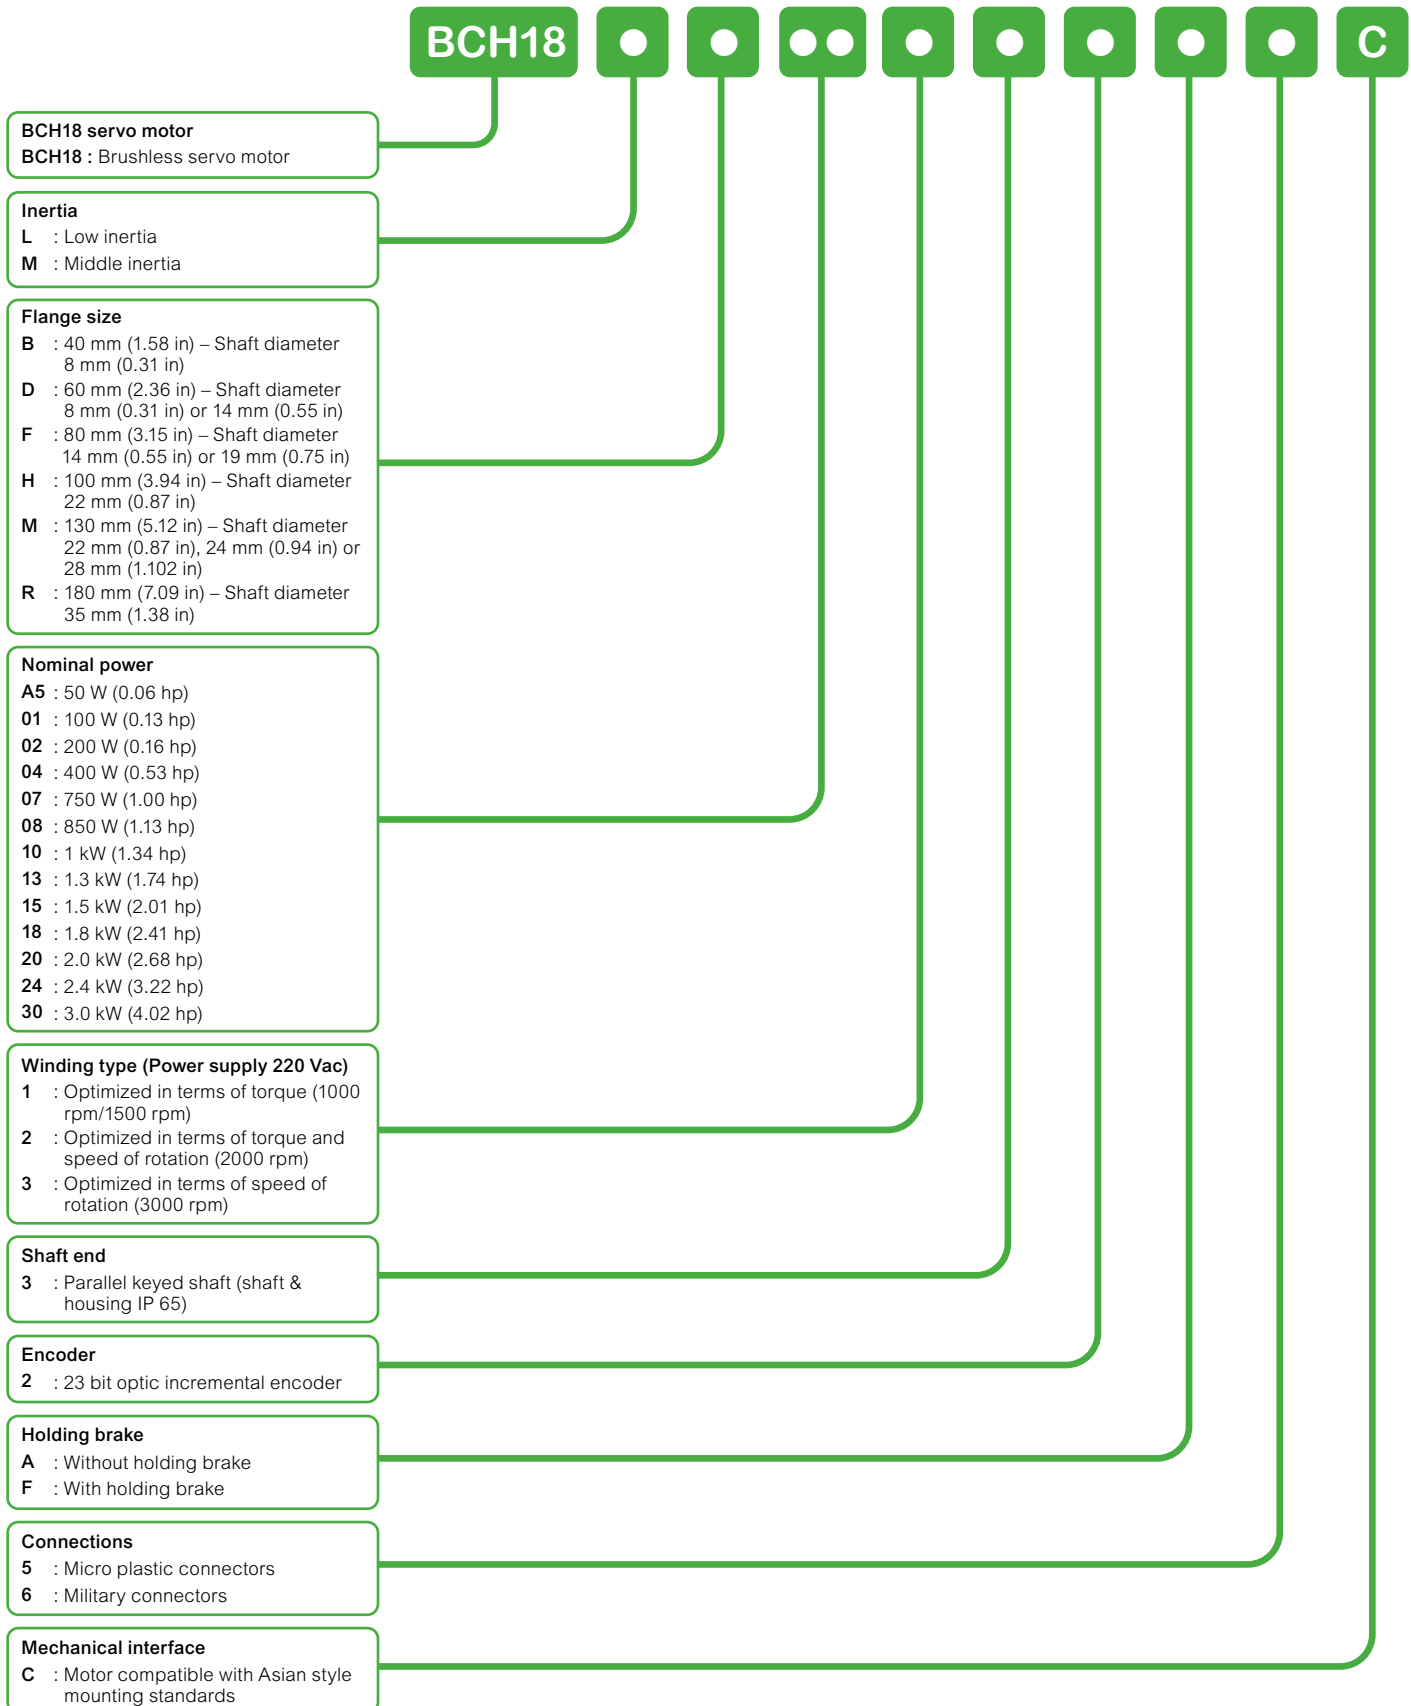 BCH18 C
BCH18 servo motor
BCH18 : Brushless servo motor
Inertia
L : Low inertia
M : Middle inertia
Flange size
B : 40 mm (1.58 in) – Shaft diameter
8 mm (0.31 in)
D : 60 mm (2.36 in) – Shaft diameter
8 mm (0.31 in) or 14 mm (0.55 in)
F : 80 mm (3.15 in) – Shaft diameter
14 mm (0.55 in) or 19 mm (0.75 in)
H : 100 mm (3.94 in) – Shaft diameter
22 mm (0.87 in)
M : 130 mm (5.12 in) – Shaft diameter
22 mm (0.87 in), 24 mm (0.94 in) or
28 mm (1.102 in)
R : 180 mm (7.09 in) – Shaft diameter
35 mm (1.38 in)
Nominal power
A5 : 50 W (0.06 hp)
01 : 100 W (0.13 hp)
02 : 200 W (0.16 hp)
04 : 400 W (0.53 hp)
07 : 750 W (1.00 hp)
08 : 850 W (1.13 hp)
10 : 1 kW (1.34 hp)
13 : 1.3 kW (1.74 hp)
15 : 1.5 kW (2.01 hp)
18 : 1.8 kW (2.41 hp)
20 : 2.0 kW (2.68 hp)
24 : 2.4 kW (3.22 hp)
30 : 3.0 kW (4.02 hp)
Winding type (Power supply 220 Vac)
1 : Optimized in terms of torque (1000
rpm/1500 rpm)
2 : Optimized in terms of torque and
speed of rotation (2000 rpm)
3 : Optimized in terms of speed of
rotation (3000 rpm)
Shaft end
3 : Parallel keyed shaft (shaft &
housing IP 65)
Encoder
2 : 23 bit optic incremental encoder
Holding brake
A : Without holding brake
F : With holding brake
Connections
5 : Micro plastic connectors
6 : Military connectors
Mechanical interface
C : Motor compatible with Asian style
mounting standards